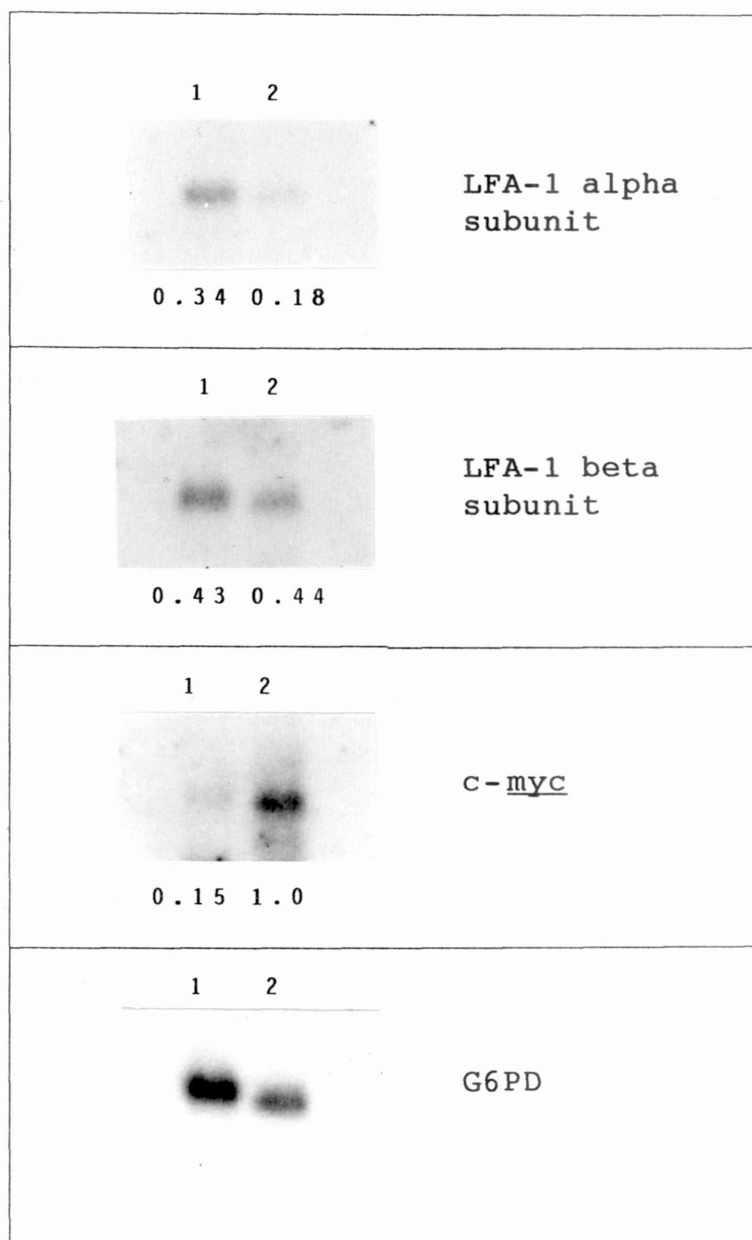 1 2
LFA-1 alpha
subunit
0.34 0.18
1 2
LFA-1 beta
subunit
0.43 0.44
1 2
c-myc
0.15 1.0
1 2
G6PD